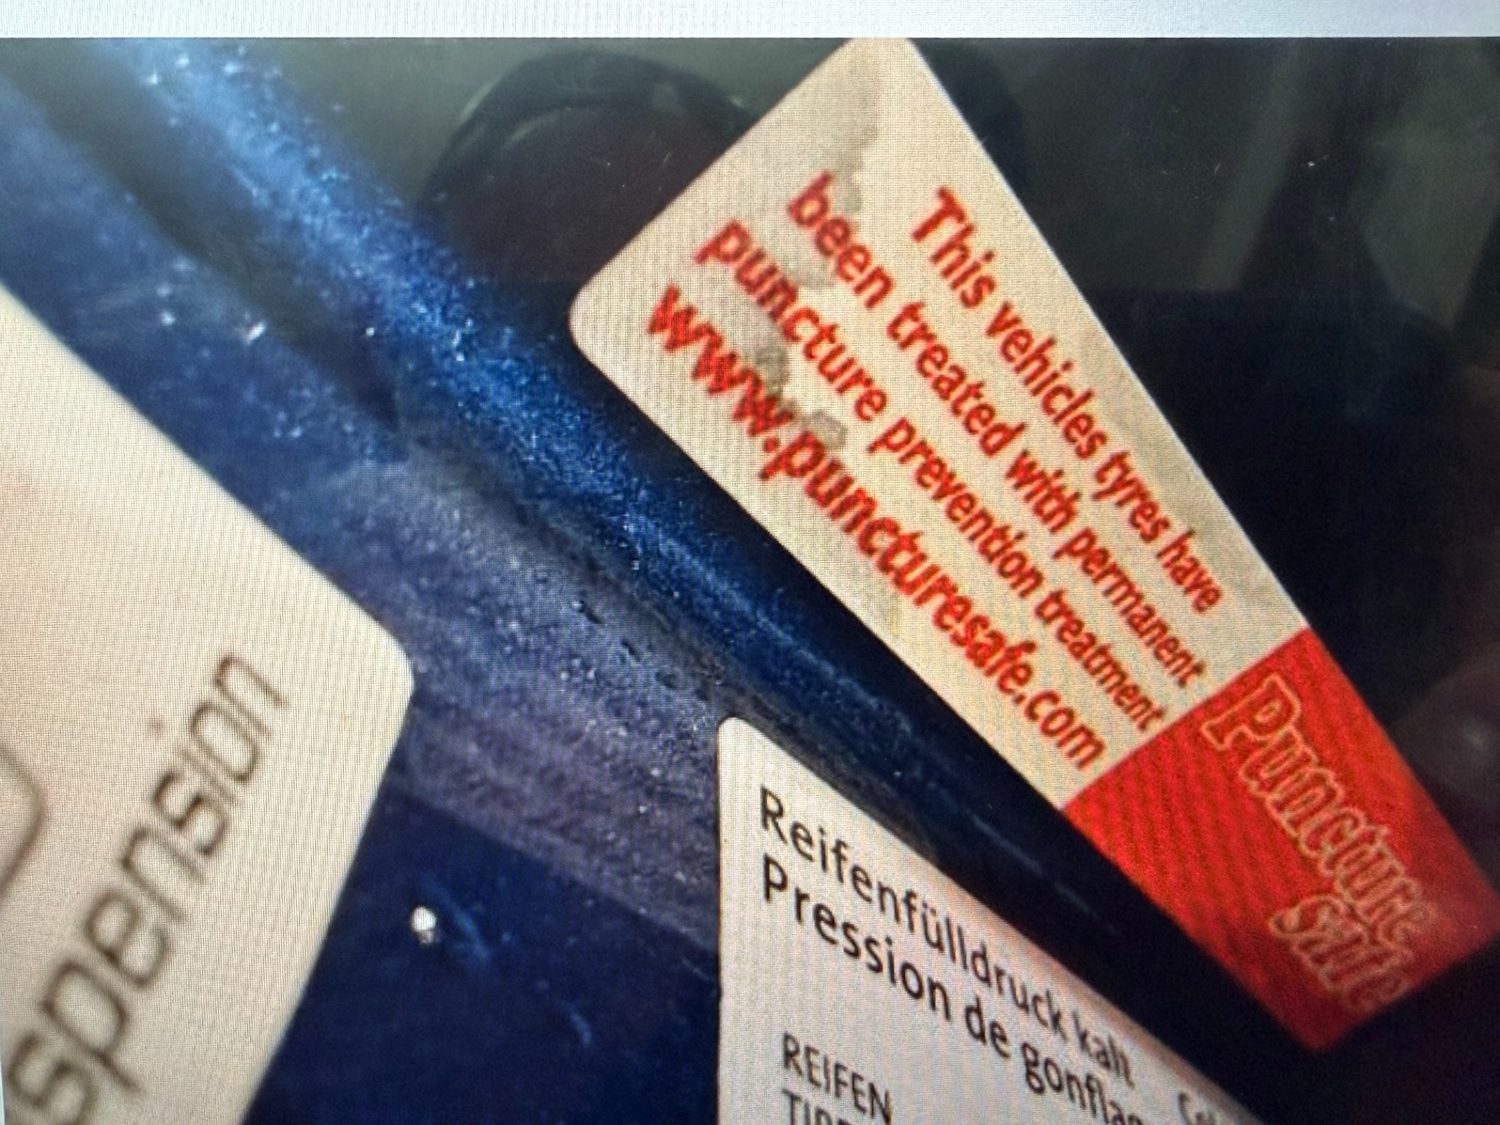 This vehicles tyres have
been treated with permanent
puncture prevention treatment
www.puncturesafe.com
Puncture
Safe
spension
Reifenfülldruck kalt
Pression de
REIFEN